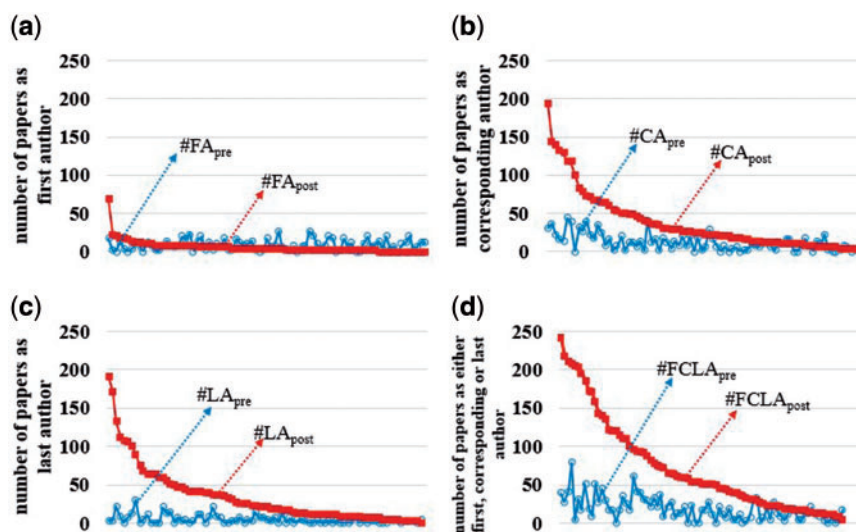 (a)
number of papers as
first author
250
200
150
100
50
0
#FApre
#FApost
(b)
number of papers as
corresponding author
250
200
150
100
50
0
#CApre
#CApost
(c)
number of papers as
last author
250
200
150
100
50
0
#LApre
#LApost
(d)
number of papers as either
first, corresponding or last
author
250
200
150
100
50
0
#FCLApre
#FCLApost